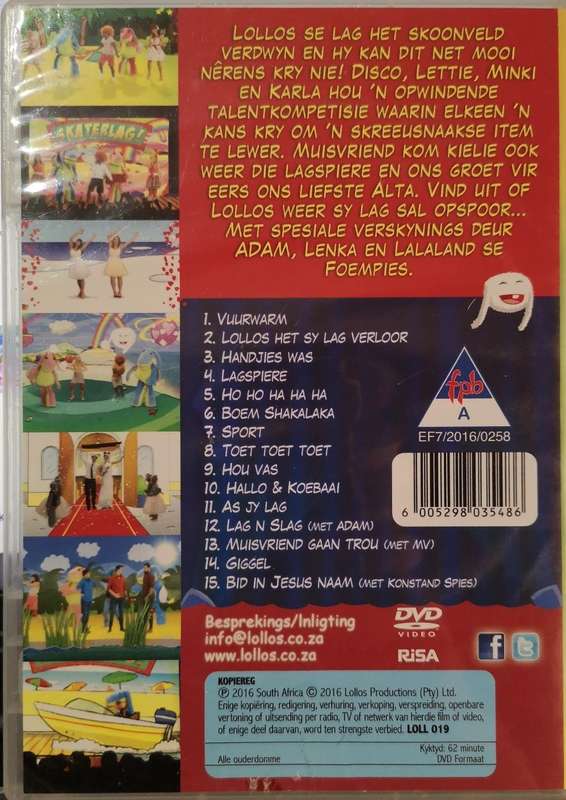 Lollos se lag het skoonveld
verdwyn en hy kan dit net mooi
nêrens kry nie! Disco, Lettie, Minki
en Karla hou 'n opwindende
talentkompetisie waarin elkeen 'n
kans kry om 'n skreeusnaakse item
te lewer. Muisvriend kom kielie ook
weer die lagspiere en ons groet vir
eers ons liefste Alta. Vind uit of
Lollos weer sy lag sal opspoor...
Met spesiale verskynings deur
ADAM, Lenka en Lalaland se
Foempies.
SKATERLAG!
1. Vuurwarm
2. Lollos het sy lag verloor
3. Handjies was
4. Lagspiere
5. Ho ho ha ha ha
6. Boem Shakalaka
7. Sport
8. Toet toet toet
9. Hou vas
10. Hallo & Koebaai
11. As jy lag
12. Lag n Slag (met Adam)
13. Muisvriend gaan trou (met MV)
14. Giggel
15. Bid in Jesus naam (met Konstand Spies)
fpb
A
EF7/2016/0258
6 005298 035486
Besprekings/Inligting
info@lollos.co.za
www.lollos.co.za
DVD
VIDEO
RiSA
f
t
KOPIEREG
℗ 2016 South Africa © 2016 Lollos Productions (Pty) Ltd.
Enige kopiëring, redigering, verhuring, verkoping, verspreiding, openbare
vertoning of uitsending per radio, TV of netwerk van hierdie film of video,
of enige deel daarvan, word ten strengste verbied. LOLL 019
Kyktyd: 62 minute
Alle ouderdomme
DVD Formaat